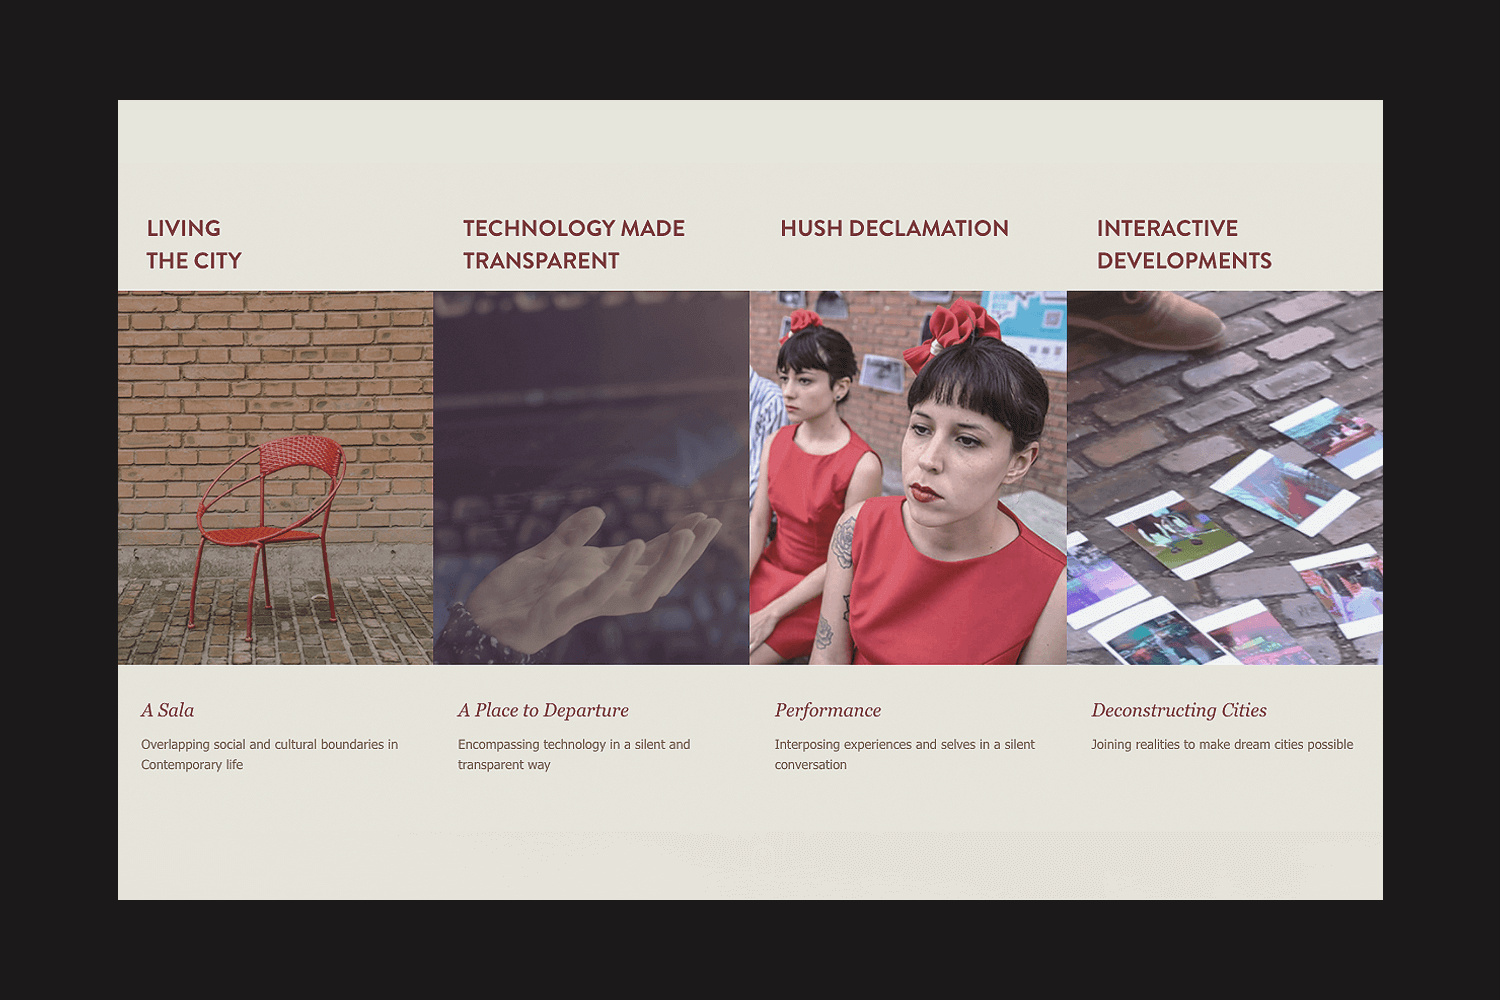 LIVING
THE CITY
TECHNOLOGY MADE
TRANSPARENT
HUSH DECLAMATION
INTERACTIVE
DEVELOPMENTS
A Sala
Overlapping social and cultural boundaries in
Contemporary life
A Place to Departure
Encompassing technology in a silent and
transparent way
Performance
Interposing experiences and selves in a silent
conversation
Deconstructing Cities
Joining realities to make dream cities possible